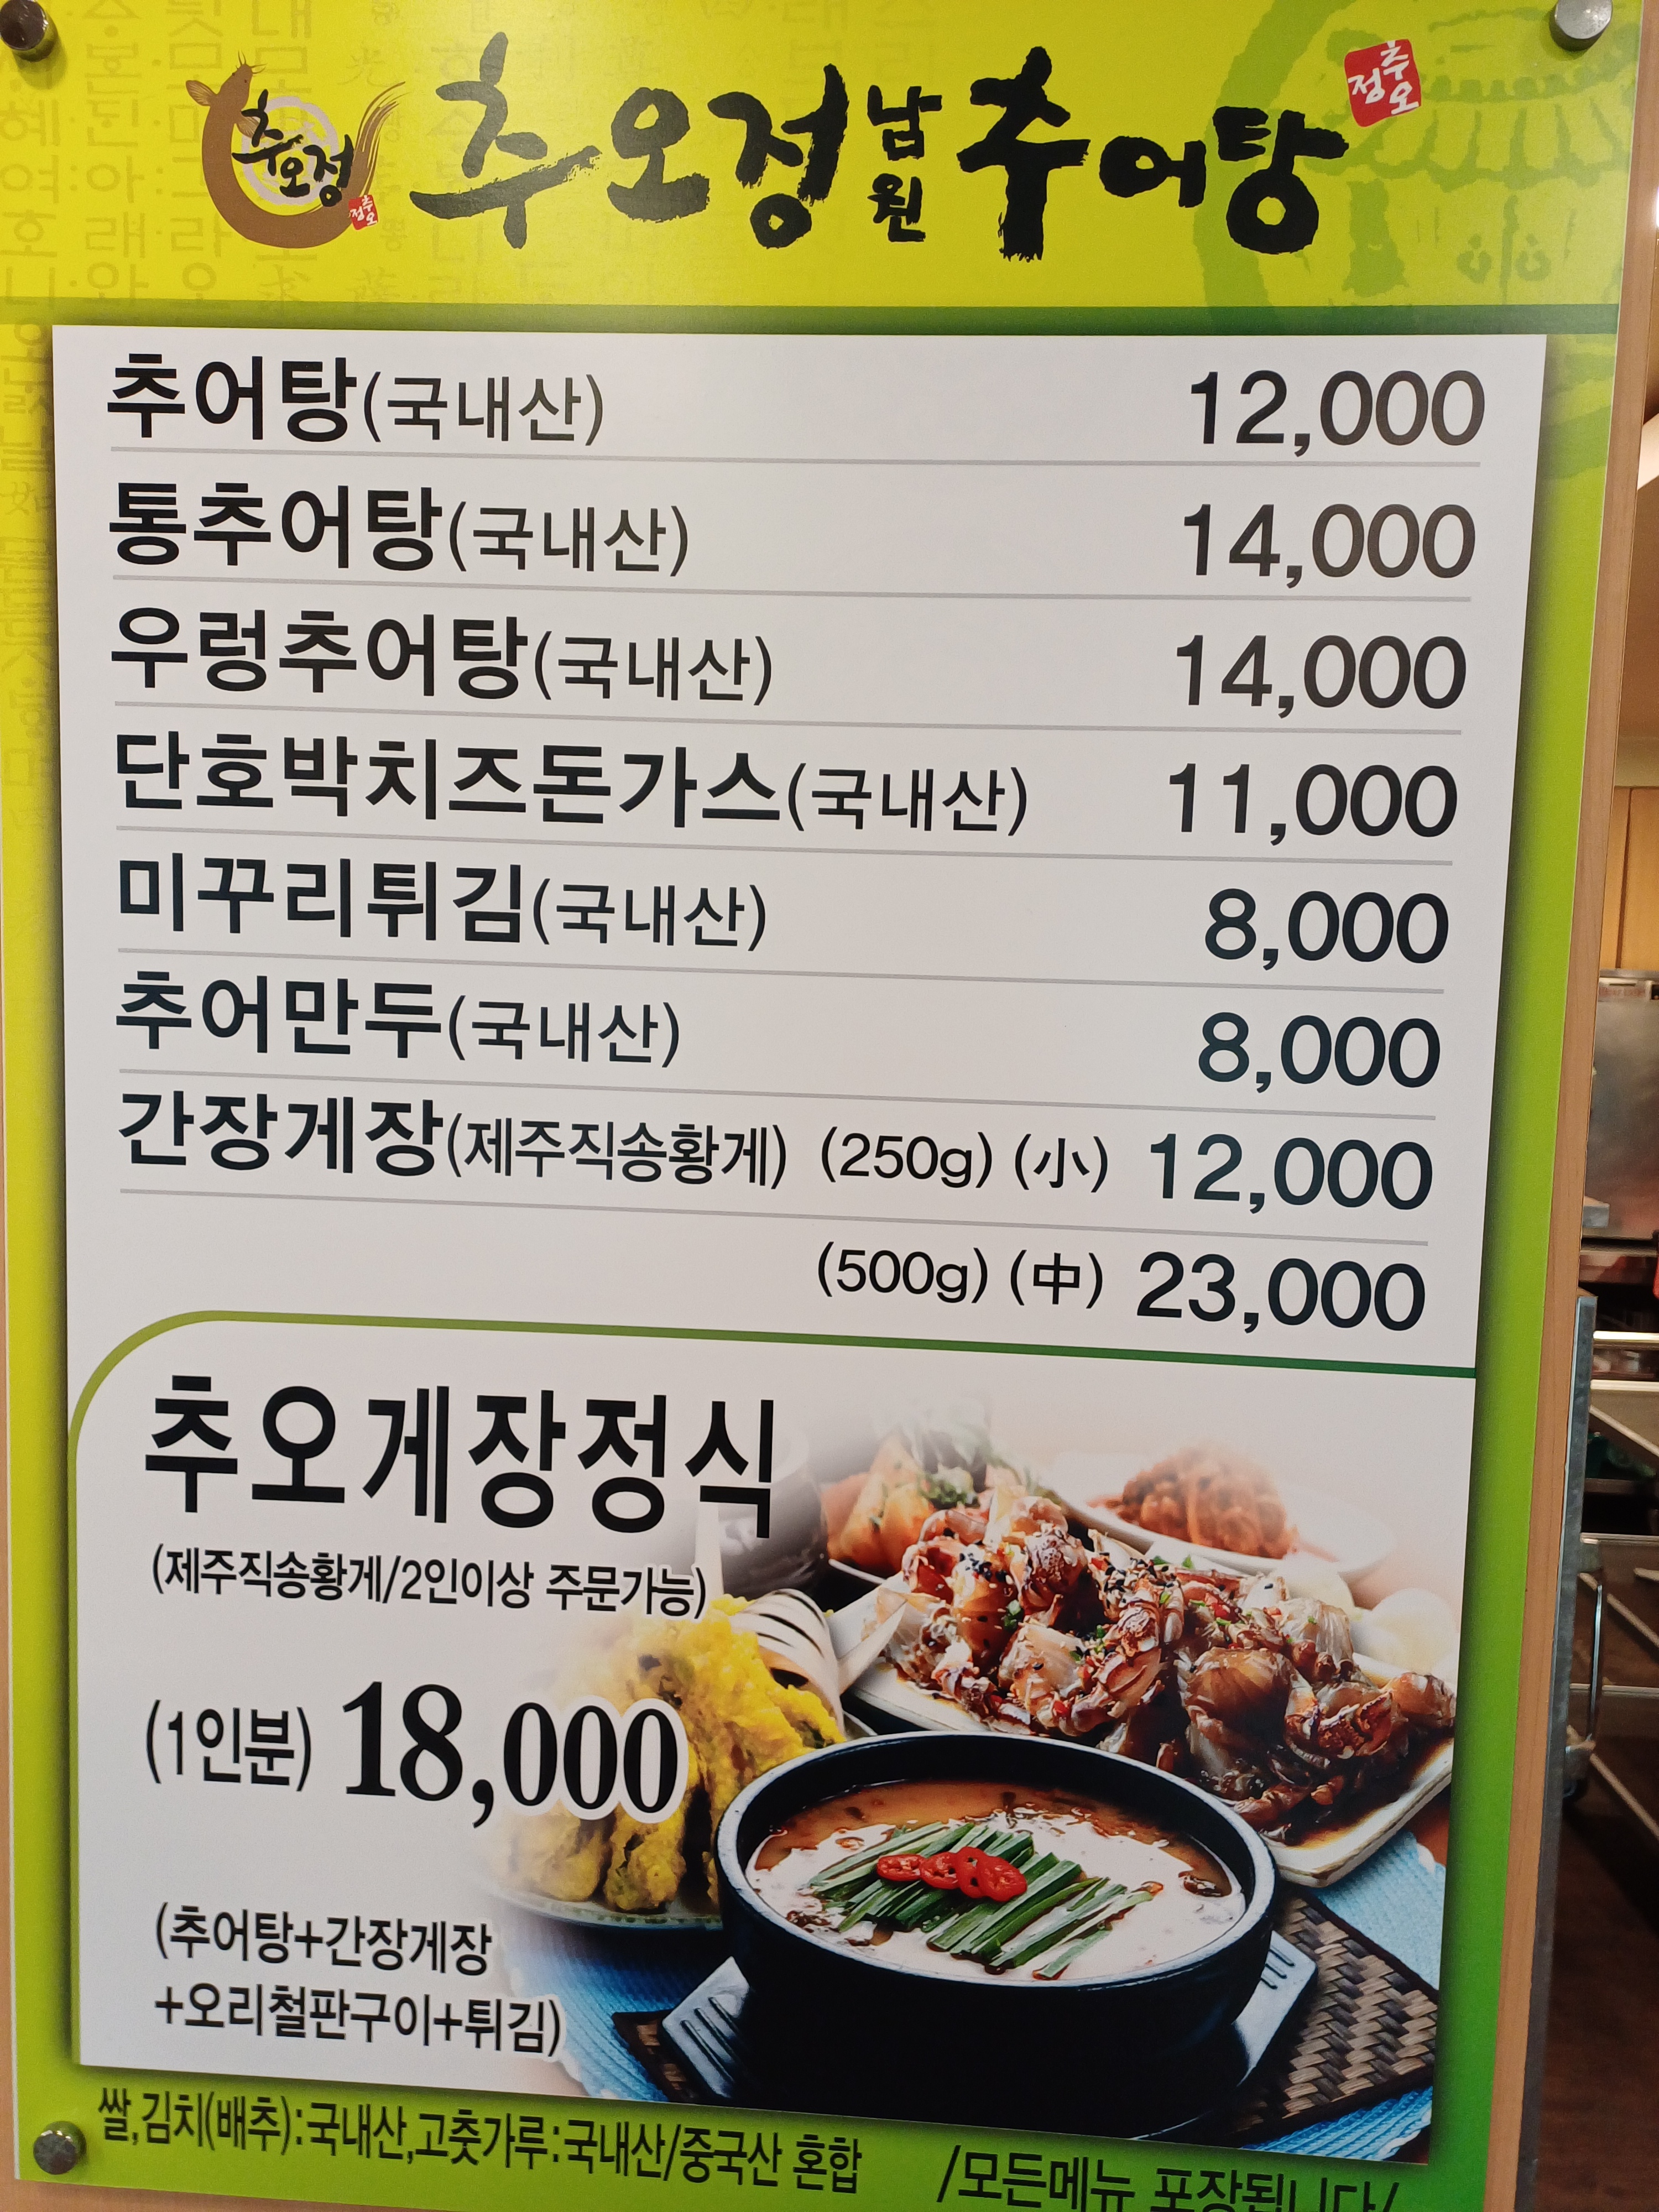 추오정
추오정
추오정 남원 추어탕
추오정
추어탕(국내산) 12,000
통추어탕(국내산) 14,000
우렁추어탕(국내산) 14,000
단호박치즈돈가스(국내산) 11,000
미꾸리튀김(국내산) 8,000
추어만두(국내산) 8,000
간장게장(제주직송황게) (250g) (小) 12,000
(500g) (中) 23,000
추오게장정식
(제주직송황게/2인이상 주문가능)
(1인분) 18,000
(추어탕+간장게장
+오리철판구이+튀김)
쌀,김치(배추):국내산,고춧가루:국내산/중국산 혼합 /모든메뉴 포장됩니다/